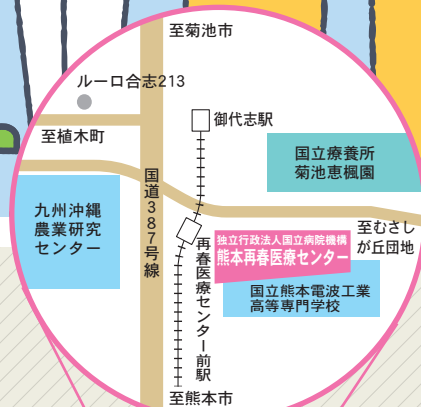 至菊池市
ルーロ合志213
御代志駅
至植木町
国立療養所
菊池恵楓園
国道387号線
九州沖縄
農業研究
センター
至むさし
が丘団地
独立行政法人国立病院機構
熊本再春医療センター
再春医療センター前駅
国立熊本電波工業
高等専門学校
至熊本市